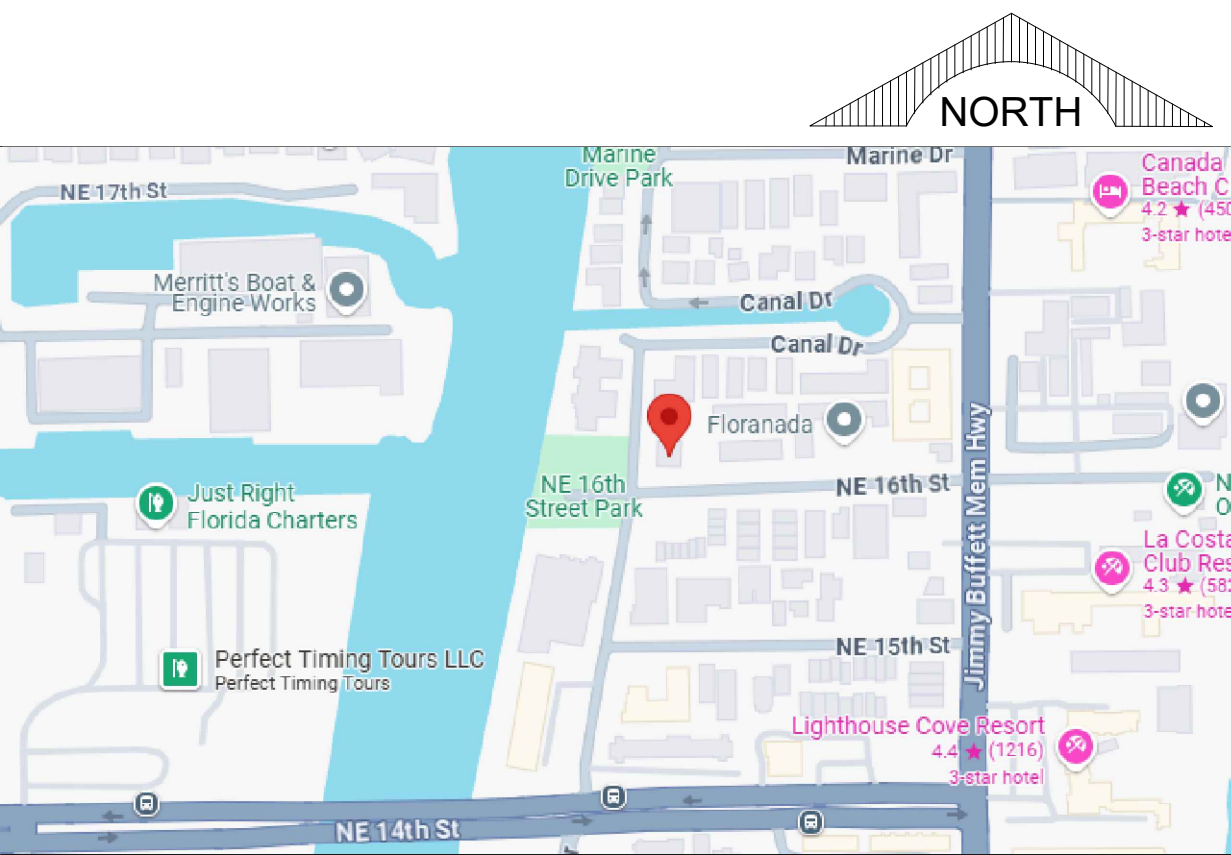 NORTH
Marine
Drive Park
Marine Dr
Canada
Beach C
4.2 ★ (450
3-star hote
NE 17th St
Merritt's Boat &
Engine Works
Canal Dr
Canal Dr
Floranada
Jimmy Buffett Mem Hwy
NE 16th
Street Park
NE 16th St
Just Right
Florida Charters
N
O
La Costa
Club Res
4.3 ★ (582
3-star hote
NE 15th St
Perfect Timing Tours LLC
Perfect Timing Tours
Lighthouse Cove Resort
4.4 ★ (1216)
3-star hotel
NE 14th St